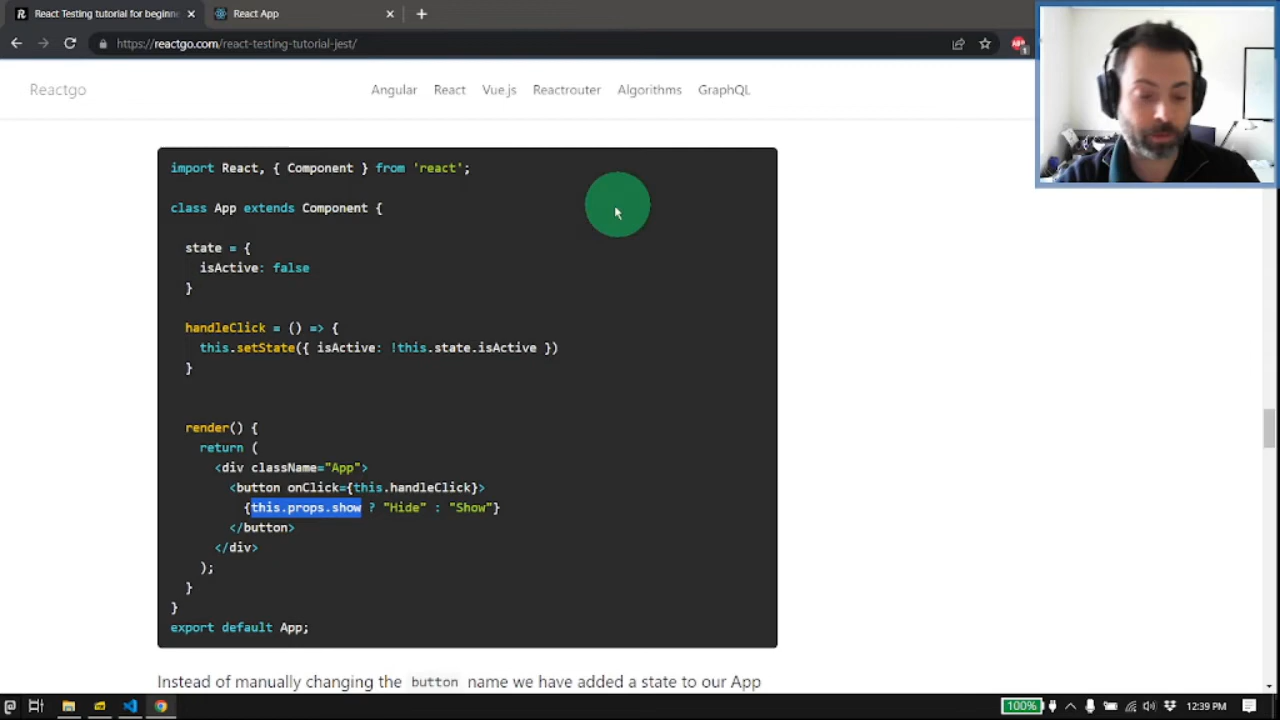 React Testing tutorial for beginne
React App
https://reactgo.com/react-testing-tutorial-jest/
ABP
1
Reactgo
Angular React Vue.js Reactrouter Algorithms GraphQL
import React, { Component } from 'react';
class App extends Component {
state = {
isActive: false
}
handleClick = () => {
this.setState({ isActive: !this.state.isActive })
}
render() {
return (
<div className="App">
<button onClick={this.handleClick}>
{this.props.show ? "Hide" : "Show"}
</button>
</div>
);
}
}
export default App;
Instead of manually changing the button name we have added a state to our App
100%
12:39 PM